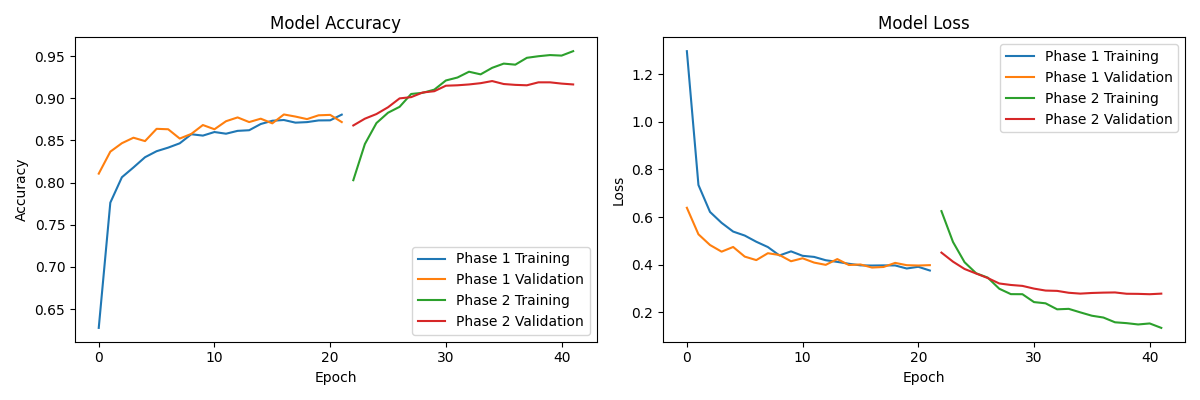 Model Accuracy
Accuracy
0.95
0.90
0.85
0.80
0.75
0.70
0.65
Phase 1 Training
Phase 1 Validation
Phase 2 Training
Phase 2 Validation
0 10 20 30 40
Epoch
Model Loss
Loss
1.2
1.0
0.8
0.6
0.4
0.2
Phase 1 Training
Phase 1 Validation
Phase 2 Training
Phase 2 Validation
0 10 20 30 40
Epoch